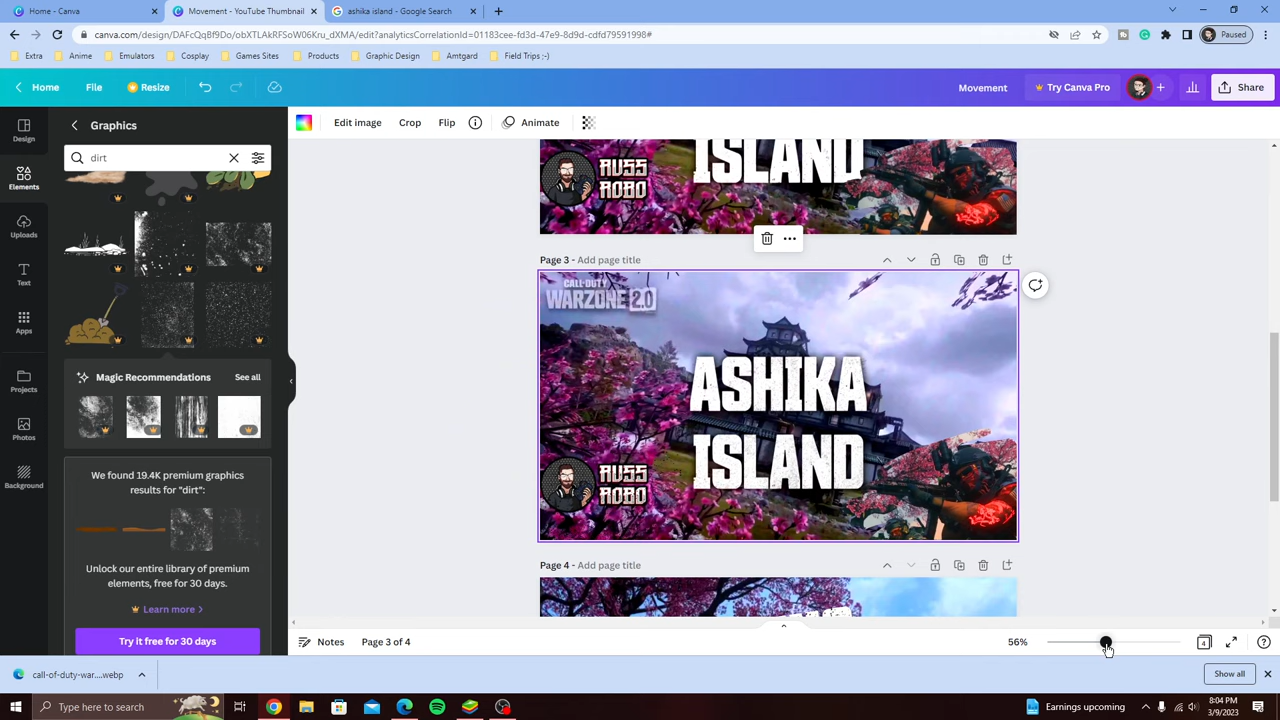 Home - Canva
Movement - YouTube Thumbnail
ashika island - Google Search
canva.com/design/DAFcQqBf9Do/obXTLAkRFSoW06Kru_dXMA/edit?analyticsCorrelationId=01183cee-fd3d-47e9-8d9d-cdfd79591998#
Paused
Extra
Anime
Emulators
Cosplay
Games Sites
Products
Graphic Design
Amtgard
Field Trips ;-)
Home
File
Resize
Movement
Try Canva Pro
Share
Design
Elements
Uploads
Text
Apps
Projects
Photos
Background
Graphics
dirt
Magic Recommendations
See all
We found 19.4K premium graphics
results for "dirt":
Unlock our entire library of premium
elements, free for 30 days.
Learn more
Try it free for 30 days
Edit image
Crop
Flip
Animate
ISLAND
RUSS
ROBO
Page 3 - Add page title
CALL•DUTY
WARZONE 2.0
ASHIKA
ISLAND
RUSS
ROBO
Page 4 - Add page title
Notes
Page 3 of 4
56%
4
call-of-duty-war....webp
Show all
Type here to search
Earnings upcoming
8:04 PM
3/9/2023